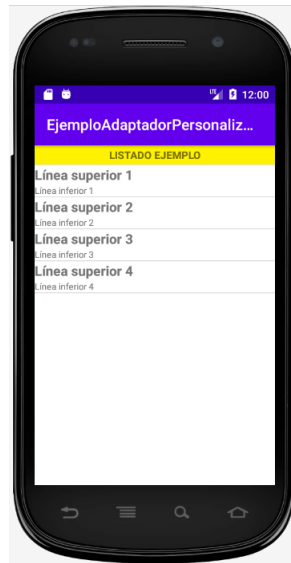 12:00
EjemploAdaptadorPersonaliz...
LISTADO EJEMPLO
Línea superior 1
Línea inferior 1
Línea superior 2
Línea inferior 2
Línea superior 3
Línea inferior 3
Línea superior 4
Línea inferior 4